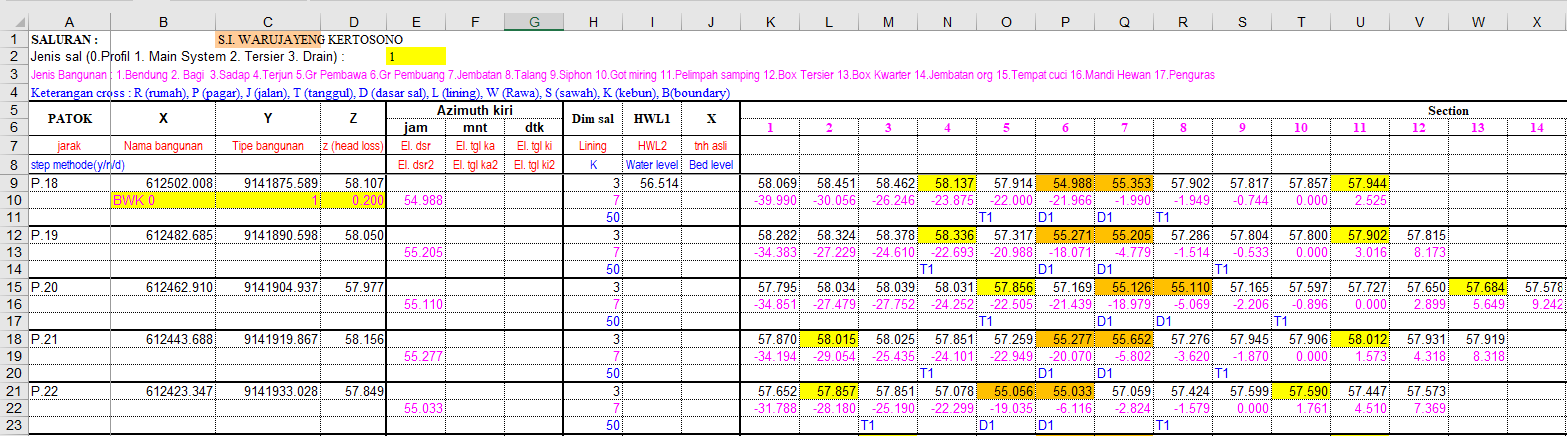 A B C D E F G H I J K L M N O P Q R S T U V W X
1 SALURAN : S.I. WARUJAYENG KERTOSONO
2 Jenis sal (0.Profil 1. Main System 2. Tersier 3. Drain) : 1
3 Jenis Bangunan : 1.Bendung 2. Bagi 3.Sadap 4.Terjun 5.Gr Pembawa 6.Gr Pembuang 7.Jembatan 8.Talang 9.Siphon 10.Got miring 11.Pelimpah samping 12.Box Tersier 13.Box Kwarter 14.Jembatan org 15.Tempat cuci 16.Mandi Hewan 17.Penguras
4 Keterangan cross : R (rumah), P (pagar), J (jalan), T (tanggul), D (dasar sal), L (lining), W (Rawa), S (sawah), K (kebun), B(boundary)
5 PATOK X Y Z Azimuth kiri Dim sal HWL1 X Section
6 jam mnt dtk 1 2 3 4 5 6 7 8 9 10 11 12 13 14
7 jarak Nama bangunan Tipe bangunan z (head loss) El. dsr El. tgl ka El. tgl ki Lining HWL2 tnh asli
8 step methode(y/n/d) El. dsr2 El. tgl ka2 El. tgl ki2 K Water level Bed level
9 P.18 612502.008 9141875.589 58.107 3 56.514 58.069 58.451 58.462 58.137 57.914 54.988 55.353 57.902 57.817 57.857 57.944
10 BWK 0 1 0.200 54.988 7 -39.990 -30.056 -26.246 -23.875 -22.000 -21.966 -1.990 -1.949 -0.744 0.000 2.525
11 50 T1 D1 D1 T1
12 P.19 612482.685 9141890.598 58.050 3 58.282 58.324 58.378 58.336 57.317 55.271 55.205 57.286 57.804 57.800 57.902 57.815
13 55.205 7 -34.383 -27.229 -24.610 -22.693 -20.988 -18.071 -4.779 -1.514 -0.533 0.000 3.016 8.173
14 50 T1 D1 D1 T1
15 P.20 612462.910 9141904.937 57.977 3 57.795 58.034 58.039 58.031 57.856 57.169 55.126 55.110 57.165 57.597 57.727 57.650 57.684 57.578
16 55.110 7 -34.851 -27.479 -27.752 -24.252 -22.505 -21.439 -18.979 -5.069 -2.206 -0.896 0.000 2.899 5.649 9.242
17 50 T1 D1 D1 T1
18 P.21 612443.688 9141919.867 58.156 3 57.870 58.015 58.025 57.851 57.259 55.277 55.652 57.276 57.945 57.906 58.012 57.931 57.919
19 55.277 7 -34.194 -29.054 -25.435 -24.101 -22.949 -20.070 -5.802 -3.620 -1.870 0.000 1.573 4.318 8.318
20 50 T1 D1 D1 T1
21 P.22 612423.347 9141933.028 57.849 3 57.652 57.857 57.851 57.078 55.056 55.033 57.059 57.424 57.599 57.590 57.447 57.573
22 55.033 7 -31.788 -28.180 -25.190 -22.299 -19.035 -6.116 -2.824 -1.579 0.000 1.761 4.510 7.369
23 50 T1 D1 D1 T1